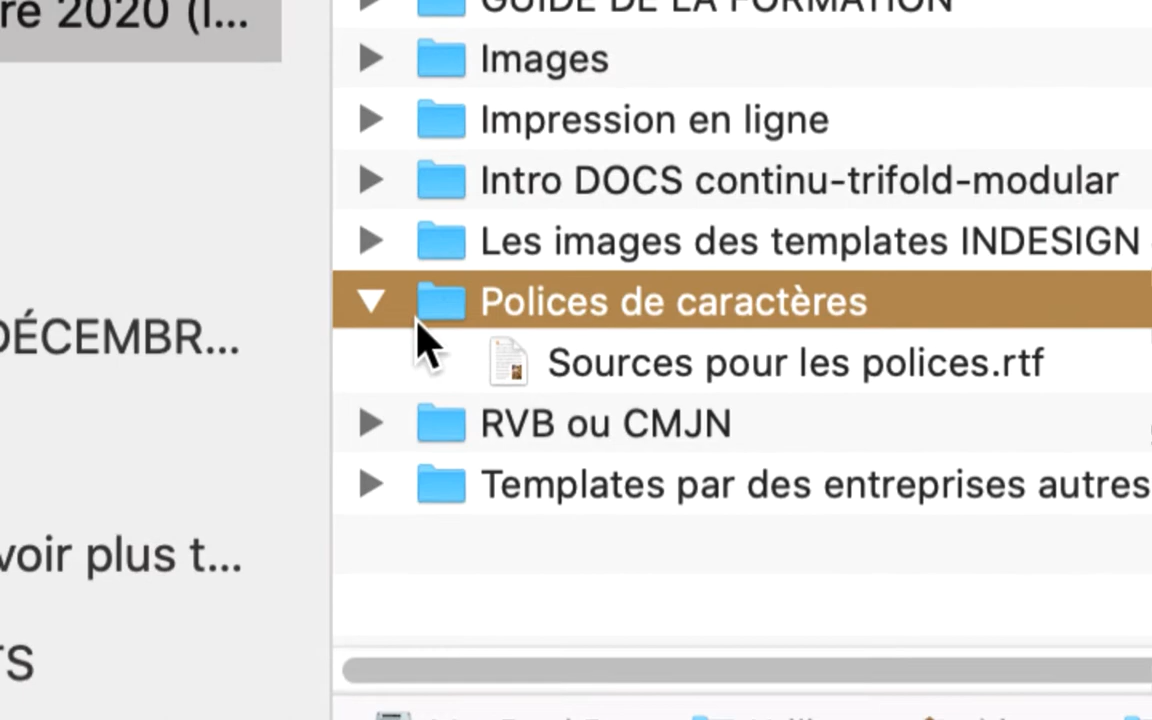 re 2020 (l...
GUIDE DE LA FORMATION
Images
Impression en ligne
Intro DOCS continu-trifold-modular
Les images des templates INDESIGN
Polices de caractères
DÉCEMBR...
Sources pour les polices.rtf
RVB ou CMJN
Templates par des entreprises autres
voir plus t...
TS